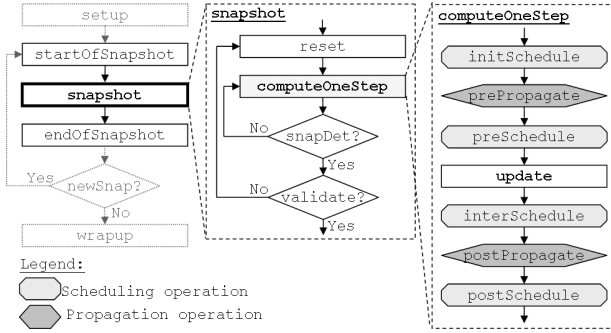 setup
startOfSnapshot
snapshot
endOfSnapshot
newSnap?
Yes
No
wrapup
Legend:
Scheduling operation
Propagation operation
snapshot
reset
computeOneStep
No
snapDet?
Yes
No
validate?
Yes
computeOneStep
initSchedule
prePropagate
preSchedule
update
interSchedule
postPropagate
postSchedule